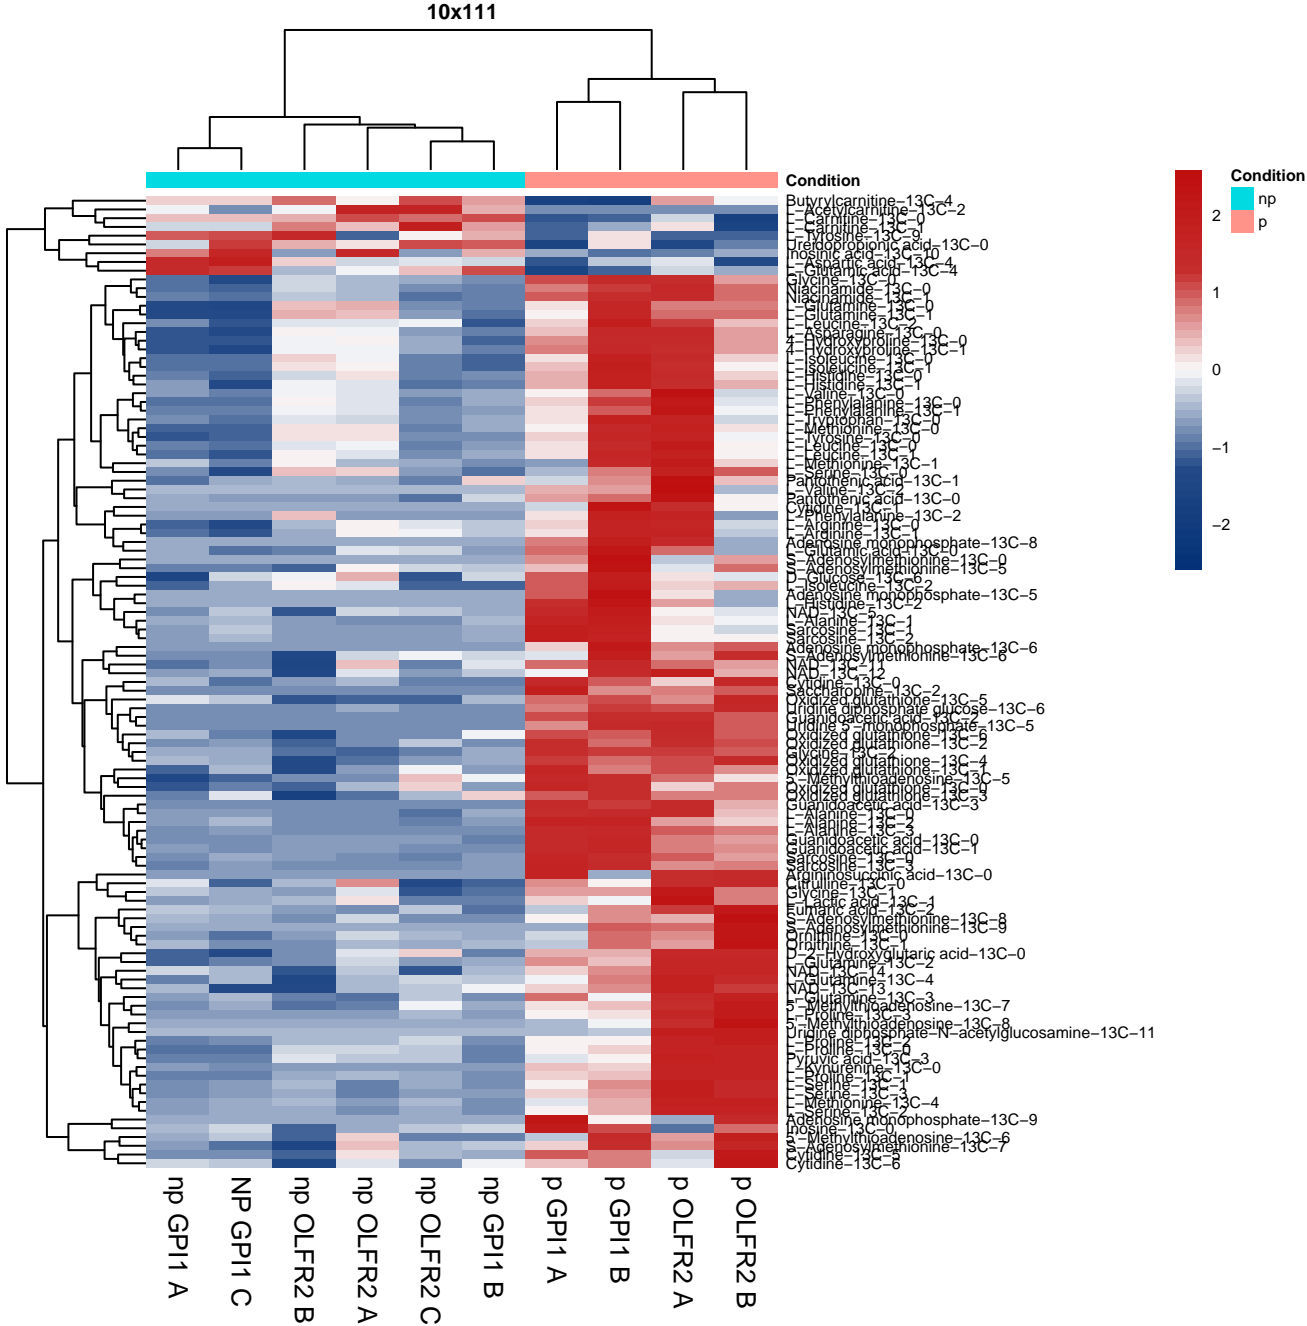 10x111
Condition
Butyrylcarnitine−13C−4
L−Acetylcarnitine−13C−2
L−Carnitine−13C−0
L−Carnitine−13C−1
L−Tyrosine−13C−9
Ureidopropionic acid−13C−0
Inosinic acid−13C−10
L−Aspartic acid−13C−4
L−Glutamic acid−13C−4
Glycine−13C−0
Niacinamide−13C−0
Niacinamide−13C−1
L−Glutamine−13C−0
L−Glutamine−13C−1
L−Leucine−13C−2
L−Asparagine−13C−0
4−Hydroxyproline−13C−0
4−Hydroxyproline−13C−1
L−Isoleucine−13C−0
L−Isoleucine−13C−1
L−Histidine−13C−0
L−Histidine−13C−1
L−Valine−13C−0
L−Phenylalanine−13C−0
L−Phenylalanine−13C−1
L−Tryptophan−13C−0
L−Methionine−13C−0
L−Tyrosine−13C−0
L−Leucine−13C−0
L−Leucine−13C−1
L−Methionine−13C−1
L−Serine−13C−0
Pantothenic acid−13C−1
L−Valine−13C−2
Pantothenic acid−13C−0
Cytidine−13C−1
L−Phenylalanine−13C−2
L−Arginine−13C−0
L−Arginine−13C−1
Adenosine monophosphate−13C−8
L−Glutamic acid−13C−0
S−Adenosylmethionine−13C−0
S−Adenosylmethionine−13C−5
D−Glucose−13C−6
L−Isoleucine−13C−2
Adenosine monophosphate−13C−5
L−Histidine−13C−2
NAD−13C−5
L−Alanine−13C−1
Sarcosine−13C−1
Sarcosine−13C−2
Adenosine monophosphate−13C−6
S−Adenosylmethionine−13C−6
NAD−13C−11
NAD−13C−12
Cytidine−13C−0
Saccharopine−13C−2
Oxidized glutathione−13C−5
Uridine diphosphate glucose−13C−6
Guanidoacetic acid−13C−2
Uridine 5'−monophosphate−13C−5
Oxidized glutathione−13C−6
Oxidized glutathione−13C−2
Glycine−13C−2
Oxidized glutathione−13C−4
Oxidized glutathione−13C−1
5'−Methylthioadenosine−13C−5
Oxidized glutathione−13C−0
Oxidized glutathione−13C−3
Guanidoacetic acid−13C−3
L−Alanine−13C−0
L−Alanine−13C−2
L−Alanine−13C−3
Guanidoacetic acid−13C−0
Guanidoacetic acid−13C−1
Sarcosine−13C−0
Sarcosine−13C−3
Argininosuccinic acid−13C−0
Citrulline−13C−0
Glycine−13C−1
L−Lactic acid−13C−1
Fumaric acid−13C−2
S−Adenosylmethionine−13C−8
S−Adenosylmethionine−13C−9
Ornithine−13C−0
Ornithine−13C−1
D−2−Hydroxyglutaric acid−13C−0
L−Glutamine−13C−2
NAD−13C−14
L−Glutamine−13C−4
NAD−13C−13
L−Glutamine−13C−3
5'−Methylthioadenosine−13C−7
L−Proline−13C−3
5'−Methylthioadenosine−13C−8
Uridine diphosphate−N−acetylglucosamine−13C−11
L−Proline−13C−2
L−Proline−13C−0
Pyruvic acid−13C−3
L−Kynurenine−13C−0
L−Proline−13C−1
L−Serine−13C−1
L−Serine−13C−3
L−Methionine−13C−4
L−Serine−13C−2
Adenosine monophosphate−13C−9
Inosine−13C−0
5'−Methylthioadenosine−13C−6
S−Adenosylmethionine−13C−7
Cytidine−13C−5
Cytidine−13C−6
np GPI1 A
NP GPI1 C
np OLFR2 B
np OLFR2 A
np OLFR2 C
np GPI1 B
p GPI1 A
p GPI1 B
p OLFR2 A
p OLFR2 B
2
1
0
−1
−2
Condition
np
p